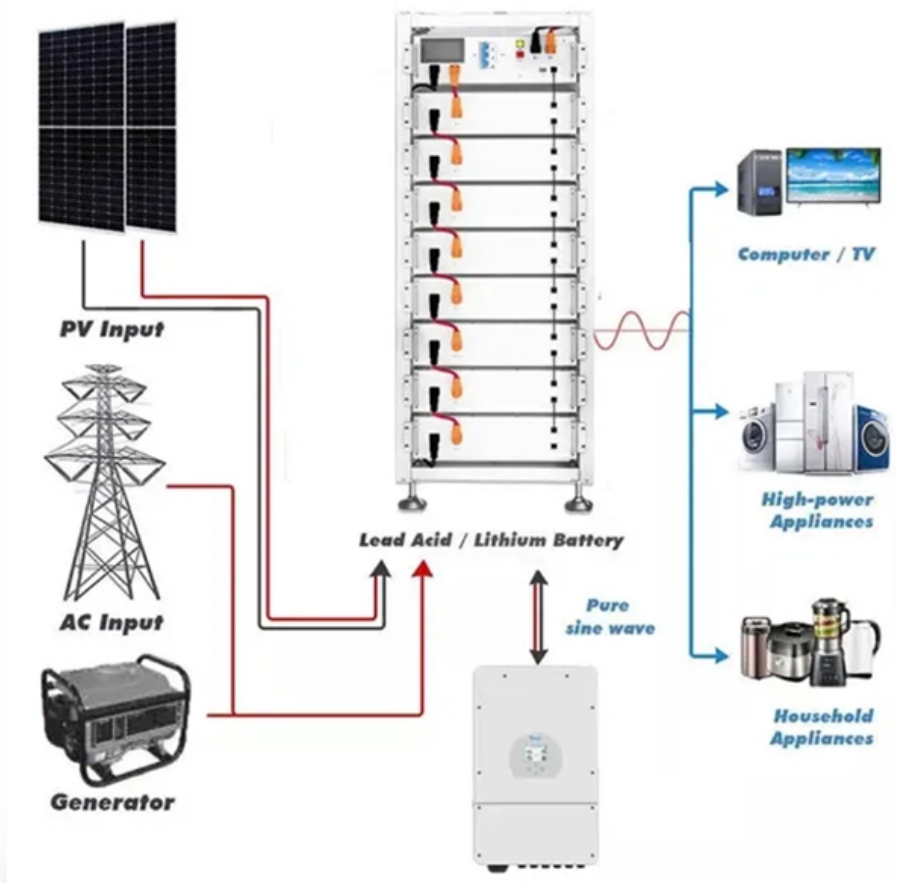 PV Input
AC Input
Generator
Lead Acid / Lithium Battery
Pure
sine wave
Computer / TV
High-power
Appliances
Household
Appliances